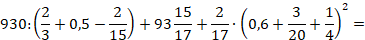 930:(2/3 + 0,5 − 2/15) + 93 15/17 + 2/17 · (0,6 + 3/20 + 1/4)² =